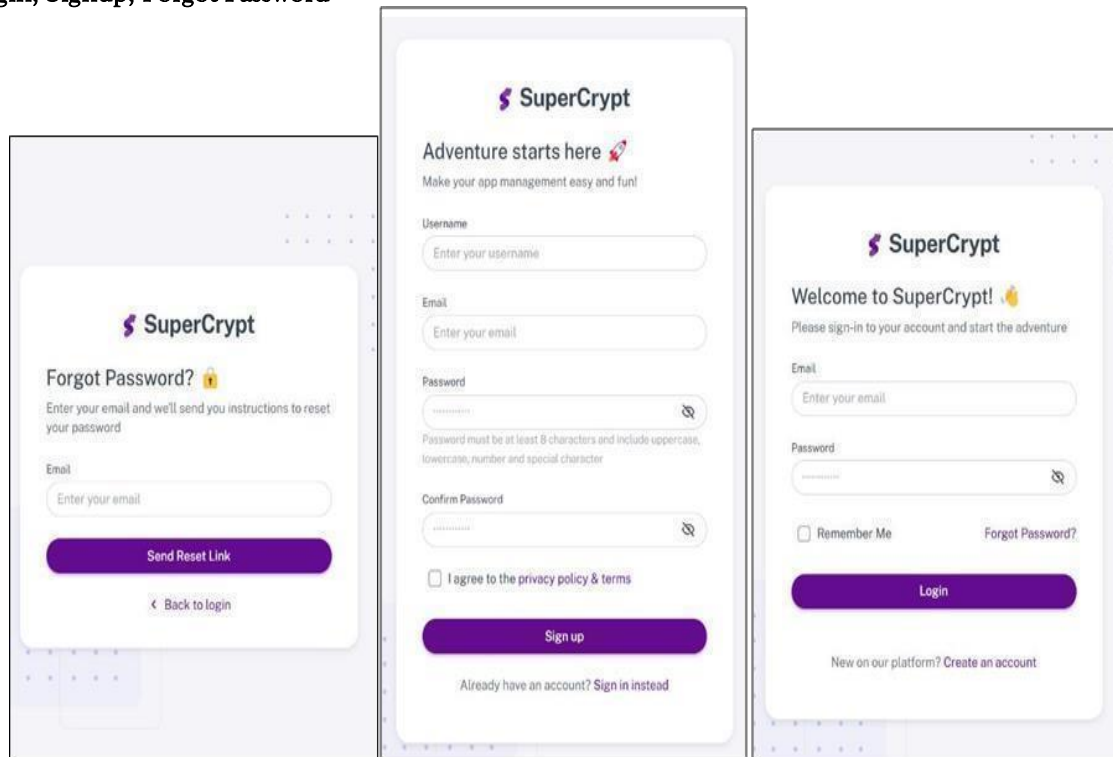 Signup, Forgot Password
SuperCrypt
Forgot Password?
Enter your email and we'll send you instructions to reset
your password
Email
Enter your email
Send Reset Link
Back to login
SuperCrypt
Adventure starts here
Make your app management easy and fun!
Username
Enter your username
Email
Enter your email
Password
Password must be at least 8 characters and include uppercase,
lowercase, number and special character
Confirm Password
I agree to the privacy policy & terms
Sign up
Already have an account? Sign in instead
SuperCrypt
Welcome to SuperCrypt!
Please sign-in to your account and start the adventure
Email
Enter your email
Password
Remember Me
Forgot Password?
Login
New on our platform? Create an account